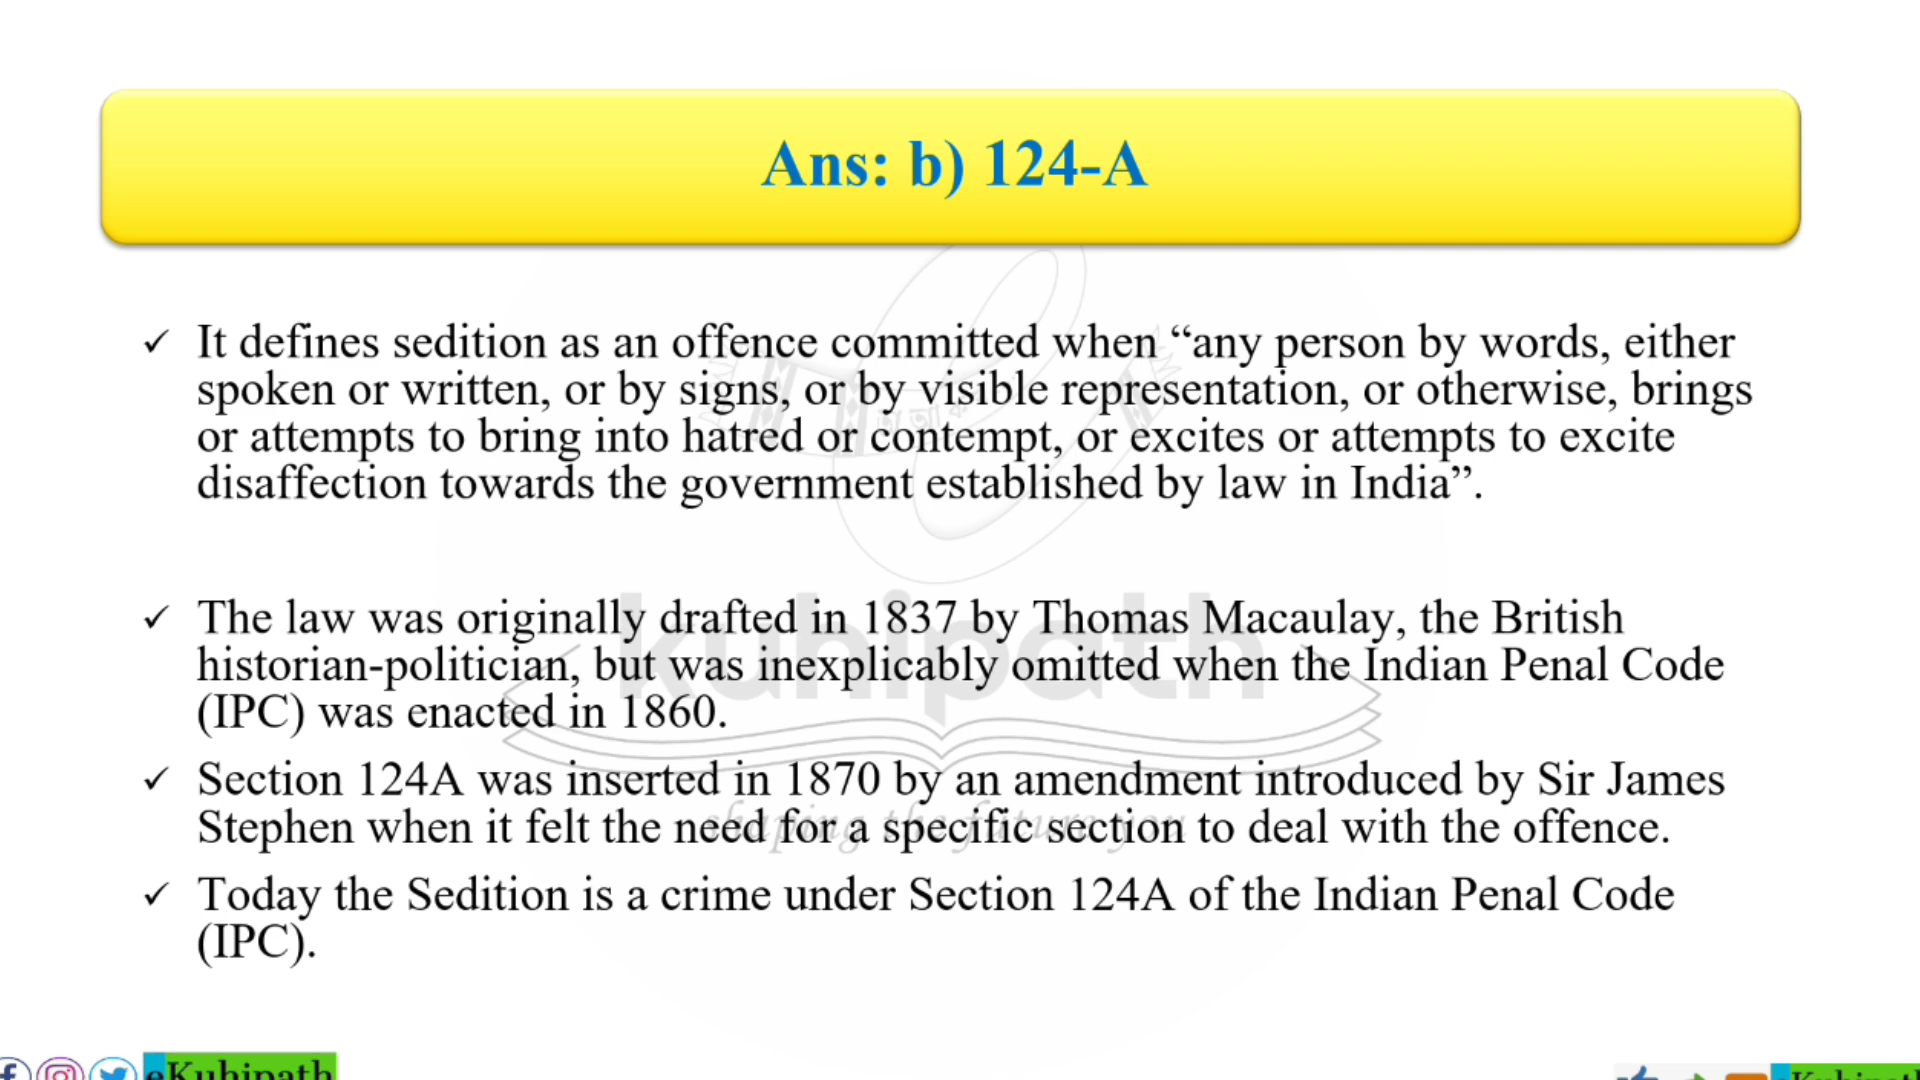 Ans: b) 124-A
✓ It defines sedition as an offence committed when “any person by words, either
spoken or written, or by signs, or by visible representation, or otherwise, brings
or attempts to bring into hatred or contempt, or excites or attempts to excite
disaffection towards the government established by law in India”.
✓ The law was originally drafted in 1837 by Thomas Macaulay, the British
historian-politician, but was inexplicably omitted when the Indian Penal Code
(IPC) was enacted in 1860.
✓ Section 124A was inserted in 1870 by an amendment introduced by Sir James
Stephen when it felt the need for a specific section to deal with the offence.
✓ Today the Sedition is a crime under Section 124A of the Indian Penal Code
(IPC).
kuhipath
shaping the future you
eKuhipath
eKuhipath